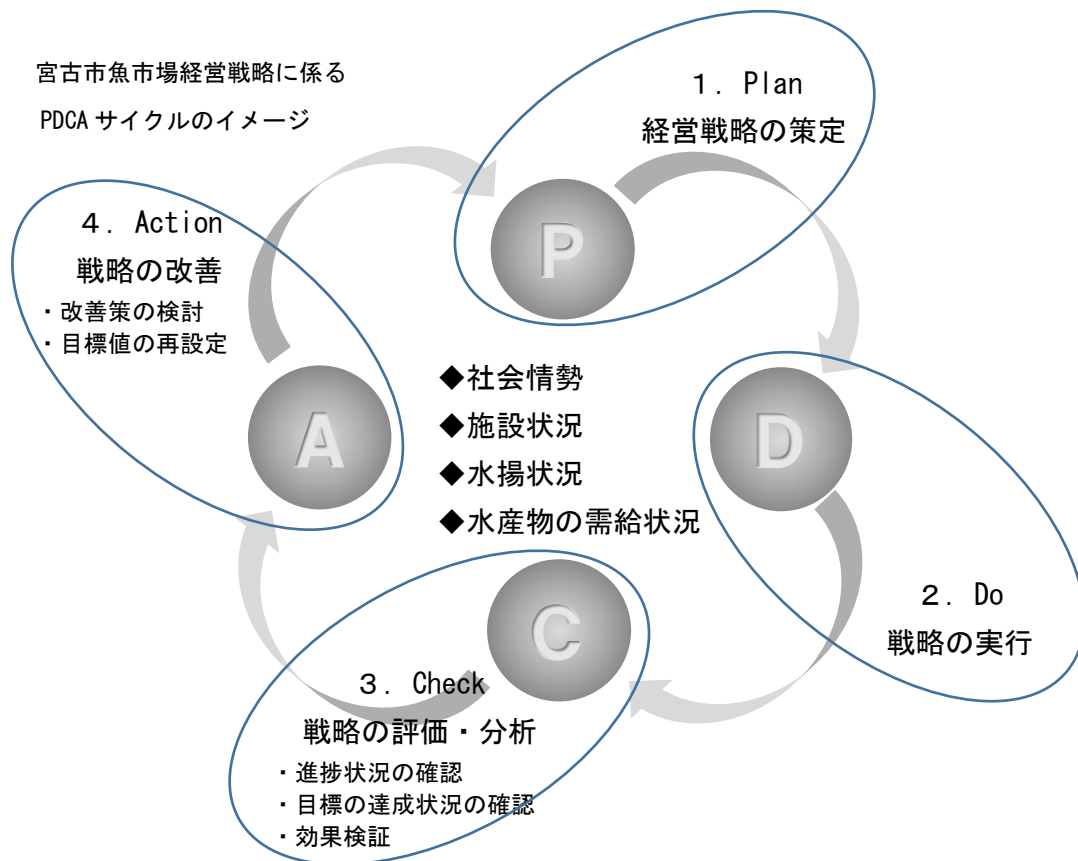 宮古市魚市場経営戦略に係る
PDCA サイクルのイメージ
1. Plan
経営戦略の策定
P
4. Action
戦略の改善
・改善策の検討
・目標値の再設定
A
◆社会情勢
◆施設状況
◆水揚状況
◆水産物の需給状況
D
2. Do
戦略の実行
C
3. Check
戦略の評価・分析
・進捗状況の確認
・目標の達成状況の確認
・効果検証